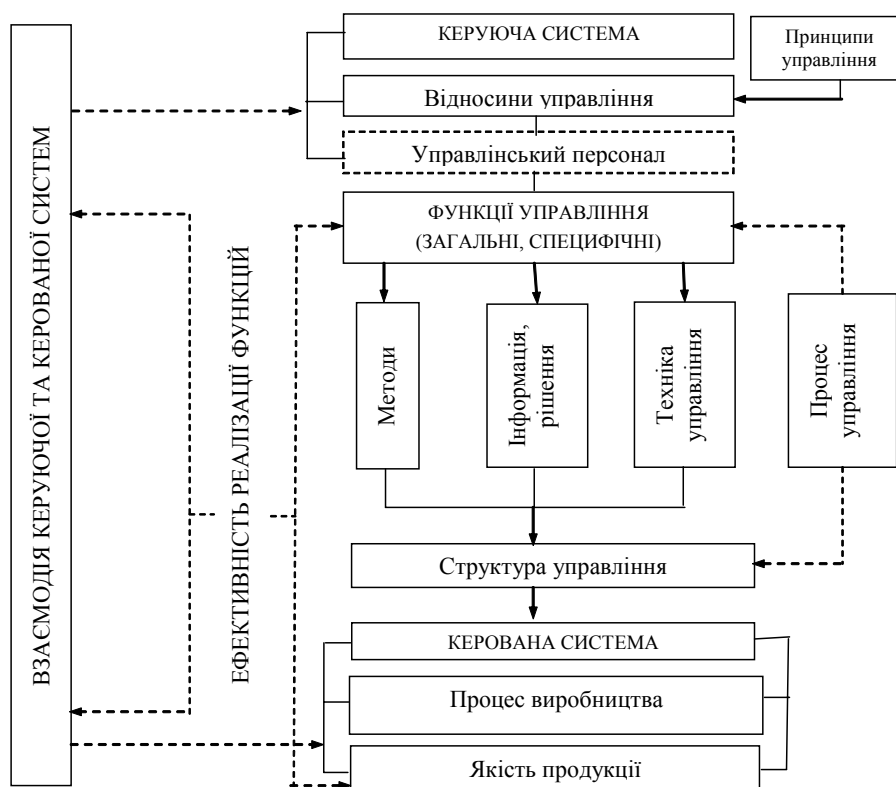 КЕРУЮЧА СИСТЕМА
Принципи
управління
Відносини управління
Управлінський персонал
ФУНКЦІЇ УПРАВЛІННЯ
(ЗАГАЛЬНІ, СПЕЦИФІЧНІ)
ВЗАЄМОДІЯ КЕРУЮЧОЇ ТА КЕРОВАНОЇ СИСТЕМ
ЕФЕКТИВНІСТЬ РЕАЛІЗАЦІЇ ФУНКЦІЙ
Методи
Інформація,
рішення
Техніка
управління
Процес
управління
Структура управління
КЕРОВАНА СИСТЕМА
Процес виробництва
Якість продукції